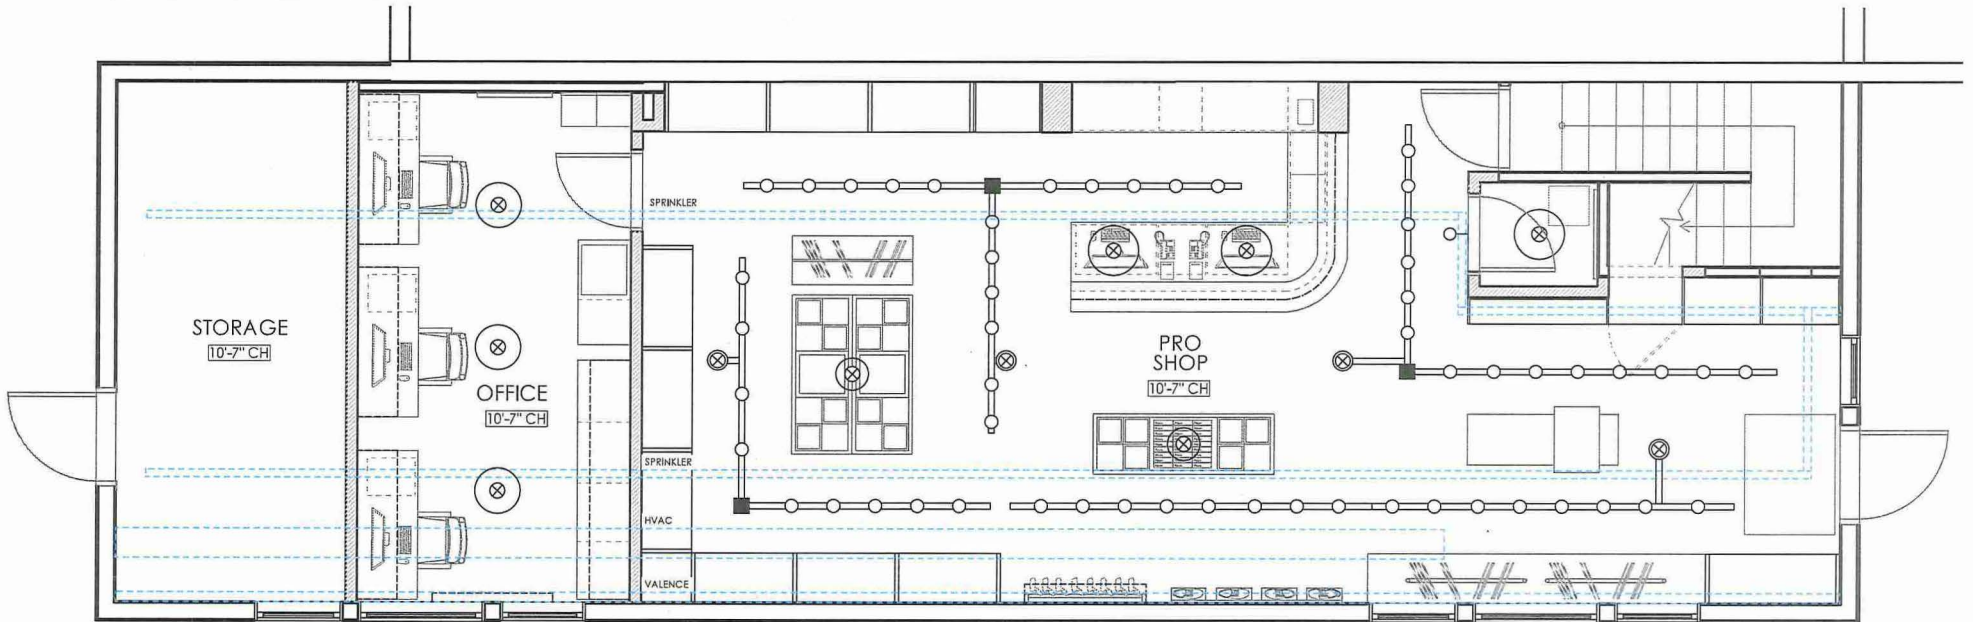 STORAGE
10'-7" CH
OFFICE
10'-7" CH
SPRINKLER
SPRINKLER
HVAC
VALENCE
PRO
SHOP
10'-7" CH